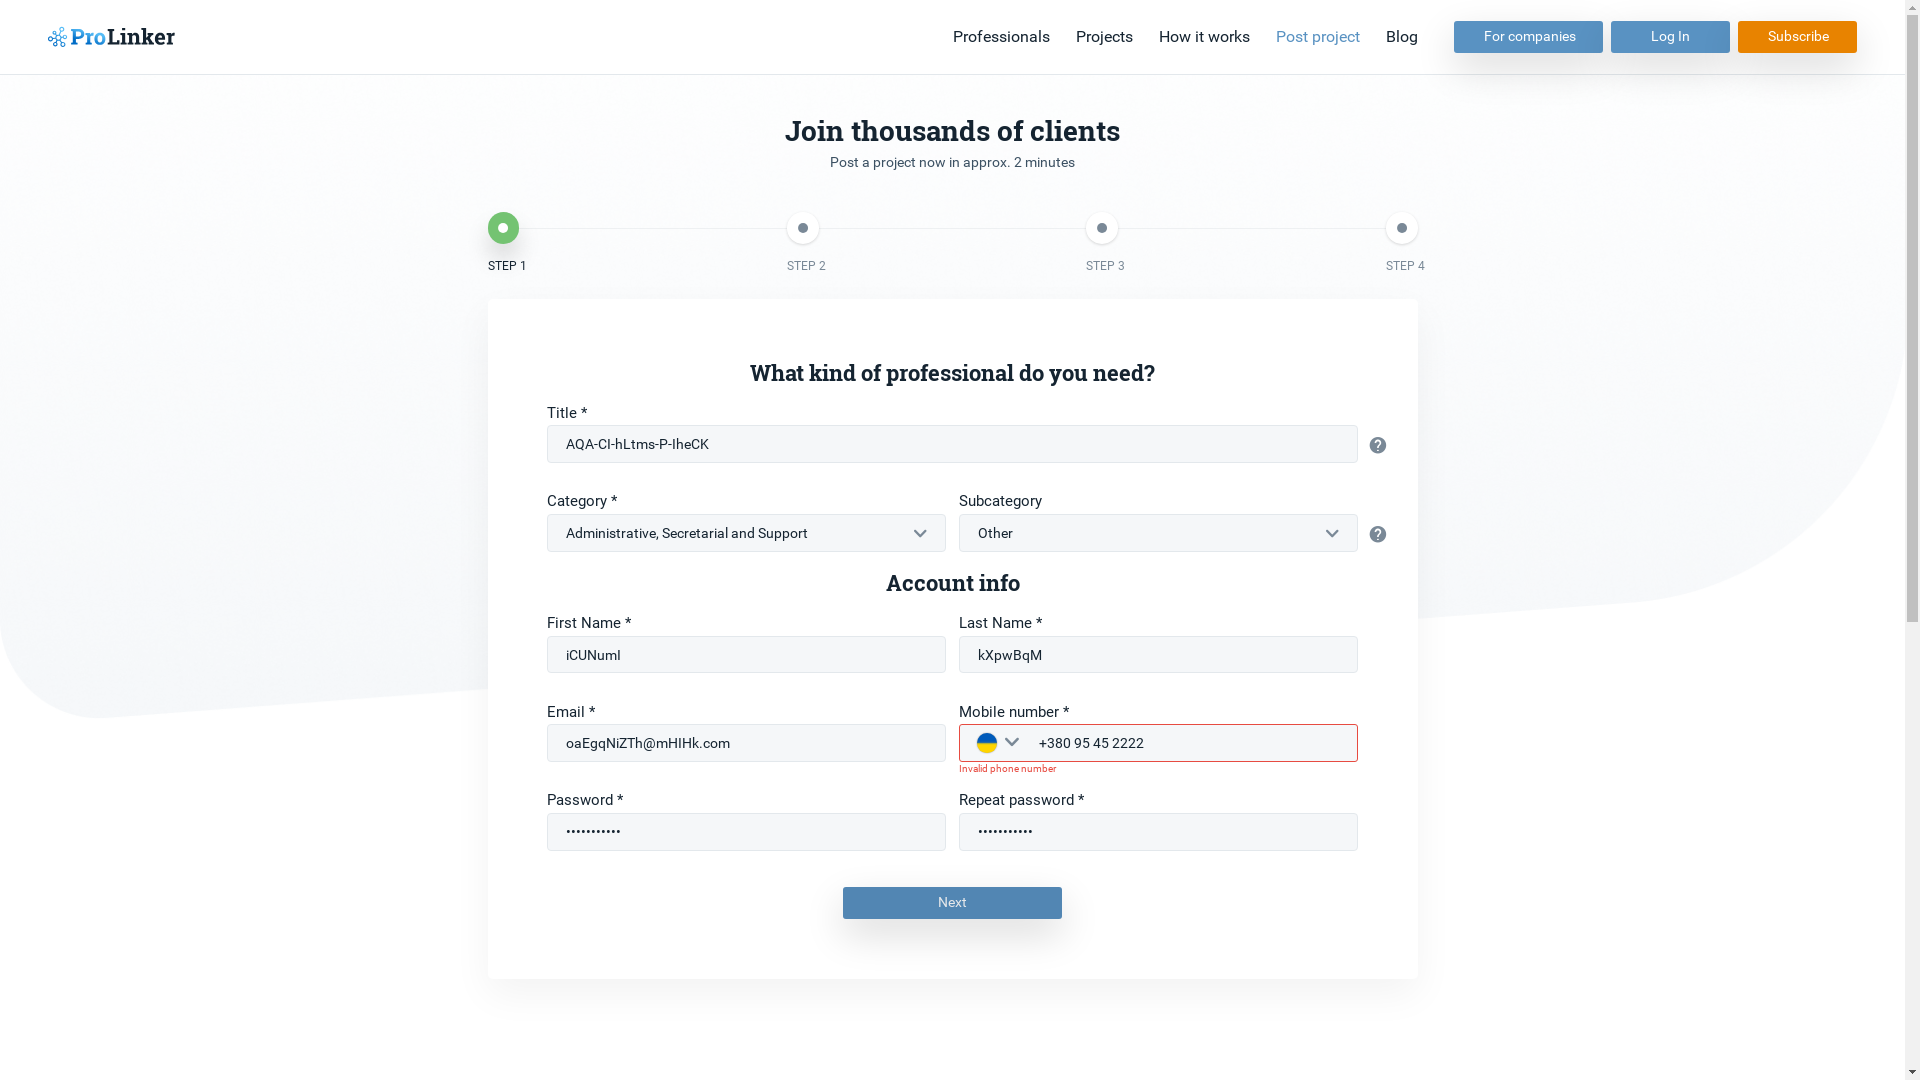 ProLinker
Professionals Projects How it works Post project Blog For companies Log In Subscribe
Join thousands of clients
Post a project now in approx. 2 minutes
STEP 1 STEP 2 STEP 3 STEP 4
What kind of professional do you need?
Title *
AQA-CI-hLtms-P-IheCK
Category * Subcategory
Administrative, Secretarial and Support Other
Account info
First Name * Last Name *
iCUNumI kXpwBqM
Email * Mobile number *
oaEgqNiZTh@mHIHk.com +380 95 45 2222
Invalid phone number
Password * Repeat password *
••••••••••• •••••••••••
Next